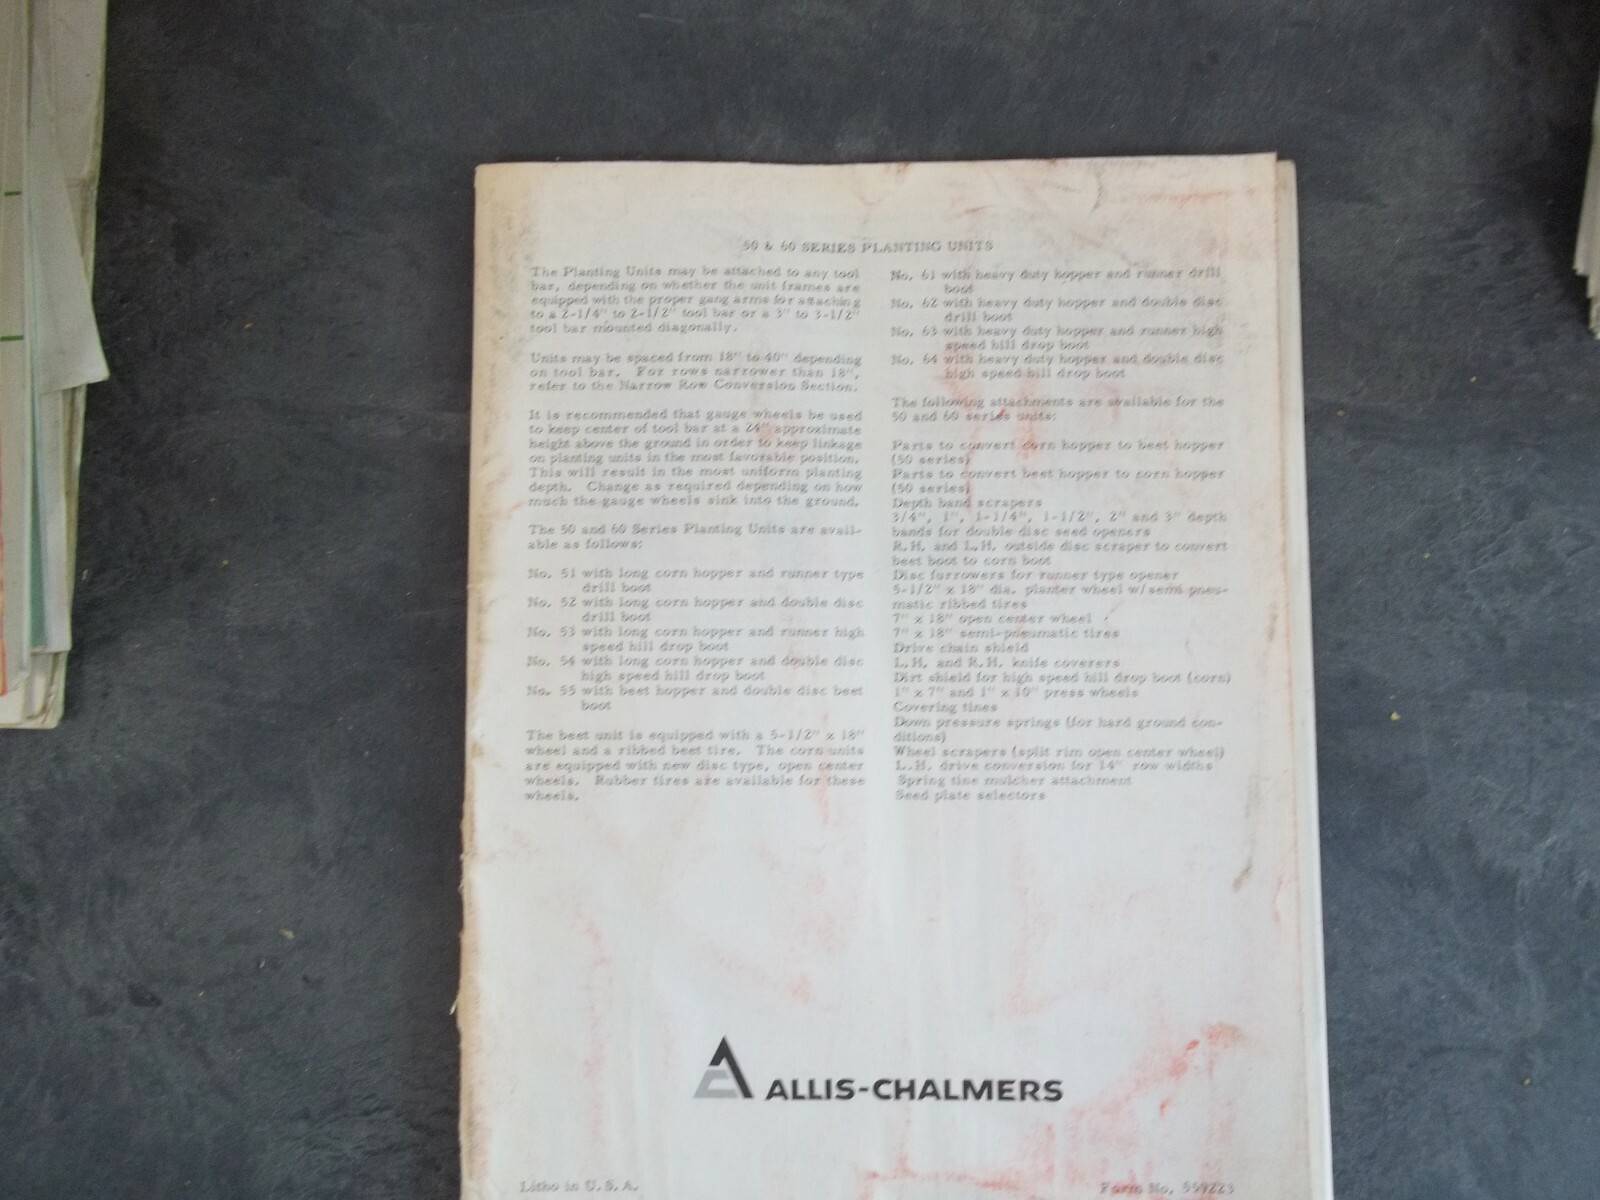 50 & 60 SERIES PLANTING UNITS
The Planting Units may be attached to any tool
bar, depending on whether the unit frames are
equipped with the proper gang arms for attaching
to a 2-1/4" to 2-1/2" tool bar or a 3" to 3-1/2"
tool bar mounted diagonally.
Units may be spaced from 18" to 40" depending
on tool bar. For rows narrower than 18",
refer to the Narrow Row Conversion Section.
It is recommended that gauge wheels be used
to keep center of tool bar at a 24" approximate
height above the ground in order to keep linkage
on planting units in the most favorable position.
This will result in the most uniform planting
depth. Change as required depending on how
much the gauge wheels sink into the ground.
The 50 and 60 Series Planting Units are avail-
able as follows:
No. 51 with long corn hopper and runner type
drill boot
No. 52 with long corn hopper and double disc
drill boot
No. 53 with long corn hopper and runner high
speed hill drop boot
No. 54 with long corn hopper and double disc
high speed hill drop boot
No. 55 with beet hopper and double disc beet
boot
The beet unit is equipped with a 5-1/2" x 18"
wheel and a ribbed beet tire. The corn units
are equipped with new disc type, open center
wheels. Rubber tires are available for these
wheels.
No. 61 with heavy duty hopper and runner drill
boot
No. 62 with heavy duty hopper and double disc
drill boot
No. 63 with heavy duty hopper and runner high
speed hill drop boot
No. 64 with heavy duty hopper and double disc
high speed hill drop boot
The following attachments are available for the
50 and 60 series units:
Parts to convert corn hopper to beet hopper
(50 series)
Parts to convert beet hopper to corn hopper
(50 series)
Depth band scrapers
3/4", 1", 1-1/4", 1-1/2", 2" and 3" depth
bands for double disc seed openers
R.H. and L.H. outside disc scraper to convert
beet boot to corn boot
Disc furrowers for runner type opener
5-1/2" x 18" dia. planter wheel w/semi pneu-
matic ribbed tires
7" x 18" open center wheel
7" x 18" semi-pneumatic tires
Drive chain shield
L.H. and R.H. knife coverers
Dirt shield for high speed hill drop boot (corn)
1" x 7" and 1" x 10" press wheels
Covering tines
Down pressure springs (for hard ground con-
ditions)
Wheel scrapers (split rim open center wheel)
L.H. drive conversion for 14" row widths
Spring tine mulcher attachment
Seed plate selectors
ALLIS-CHALMERS
Litho in U.S.A.
Form No. 559223